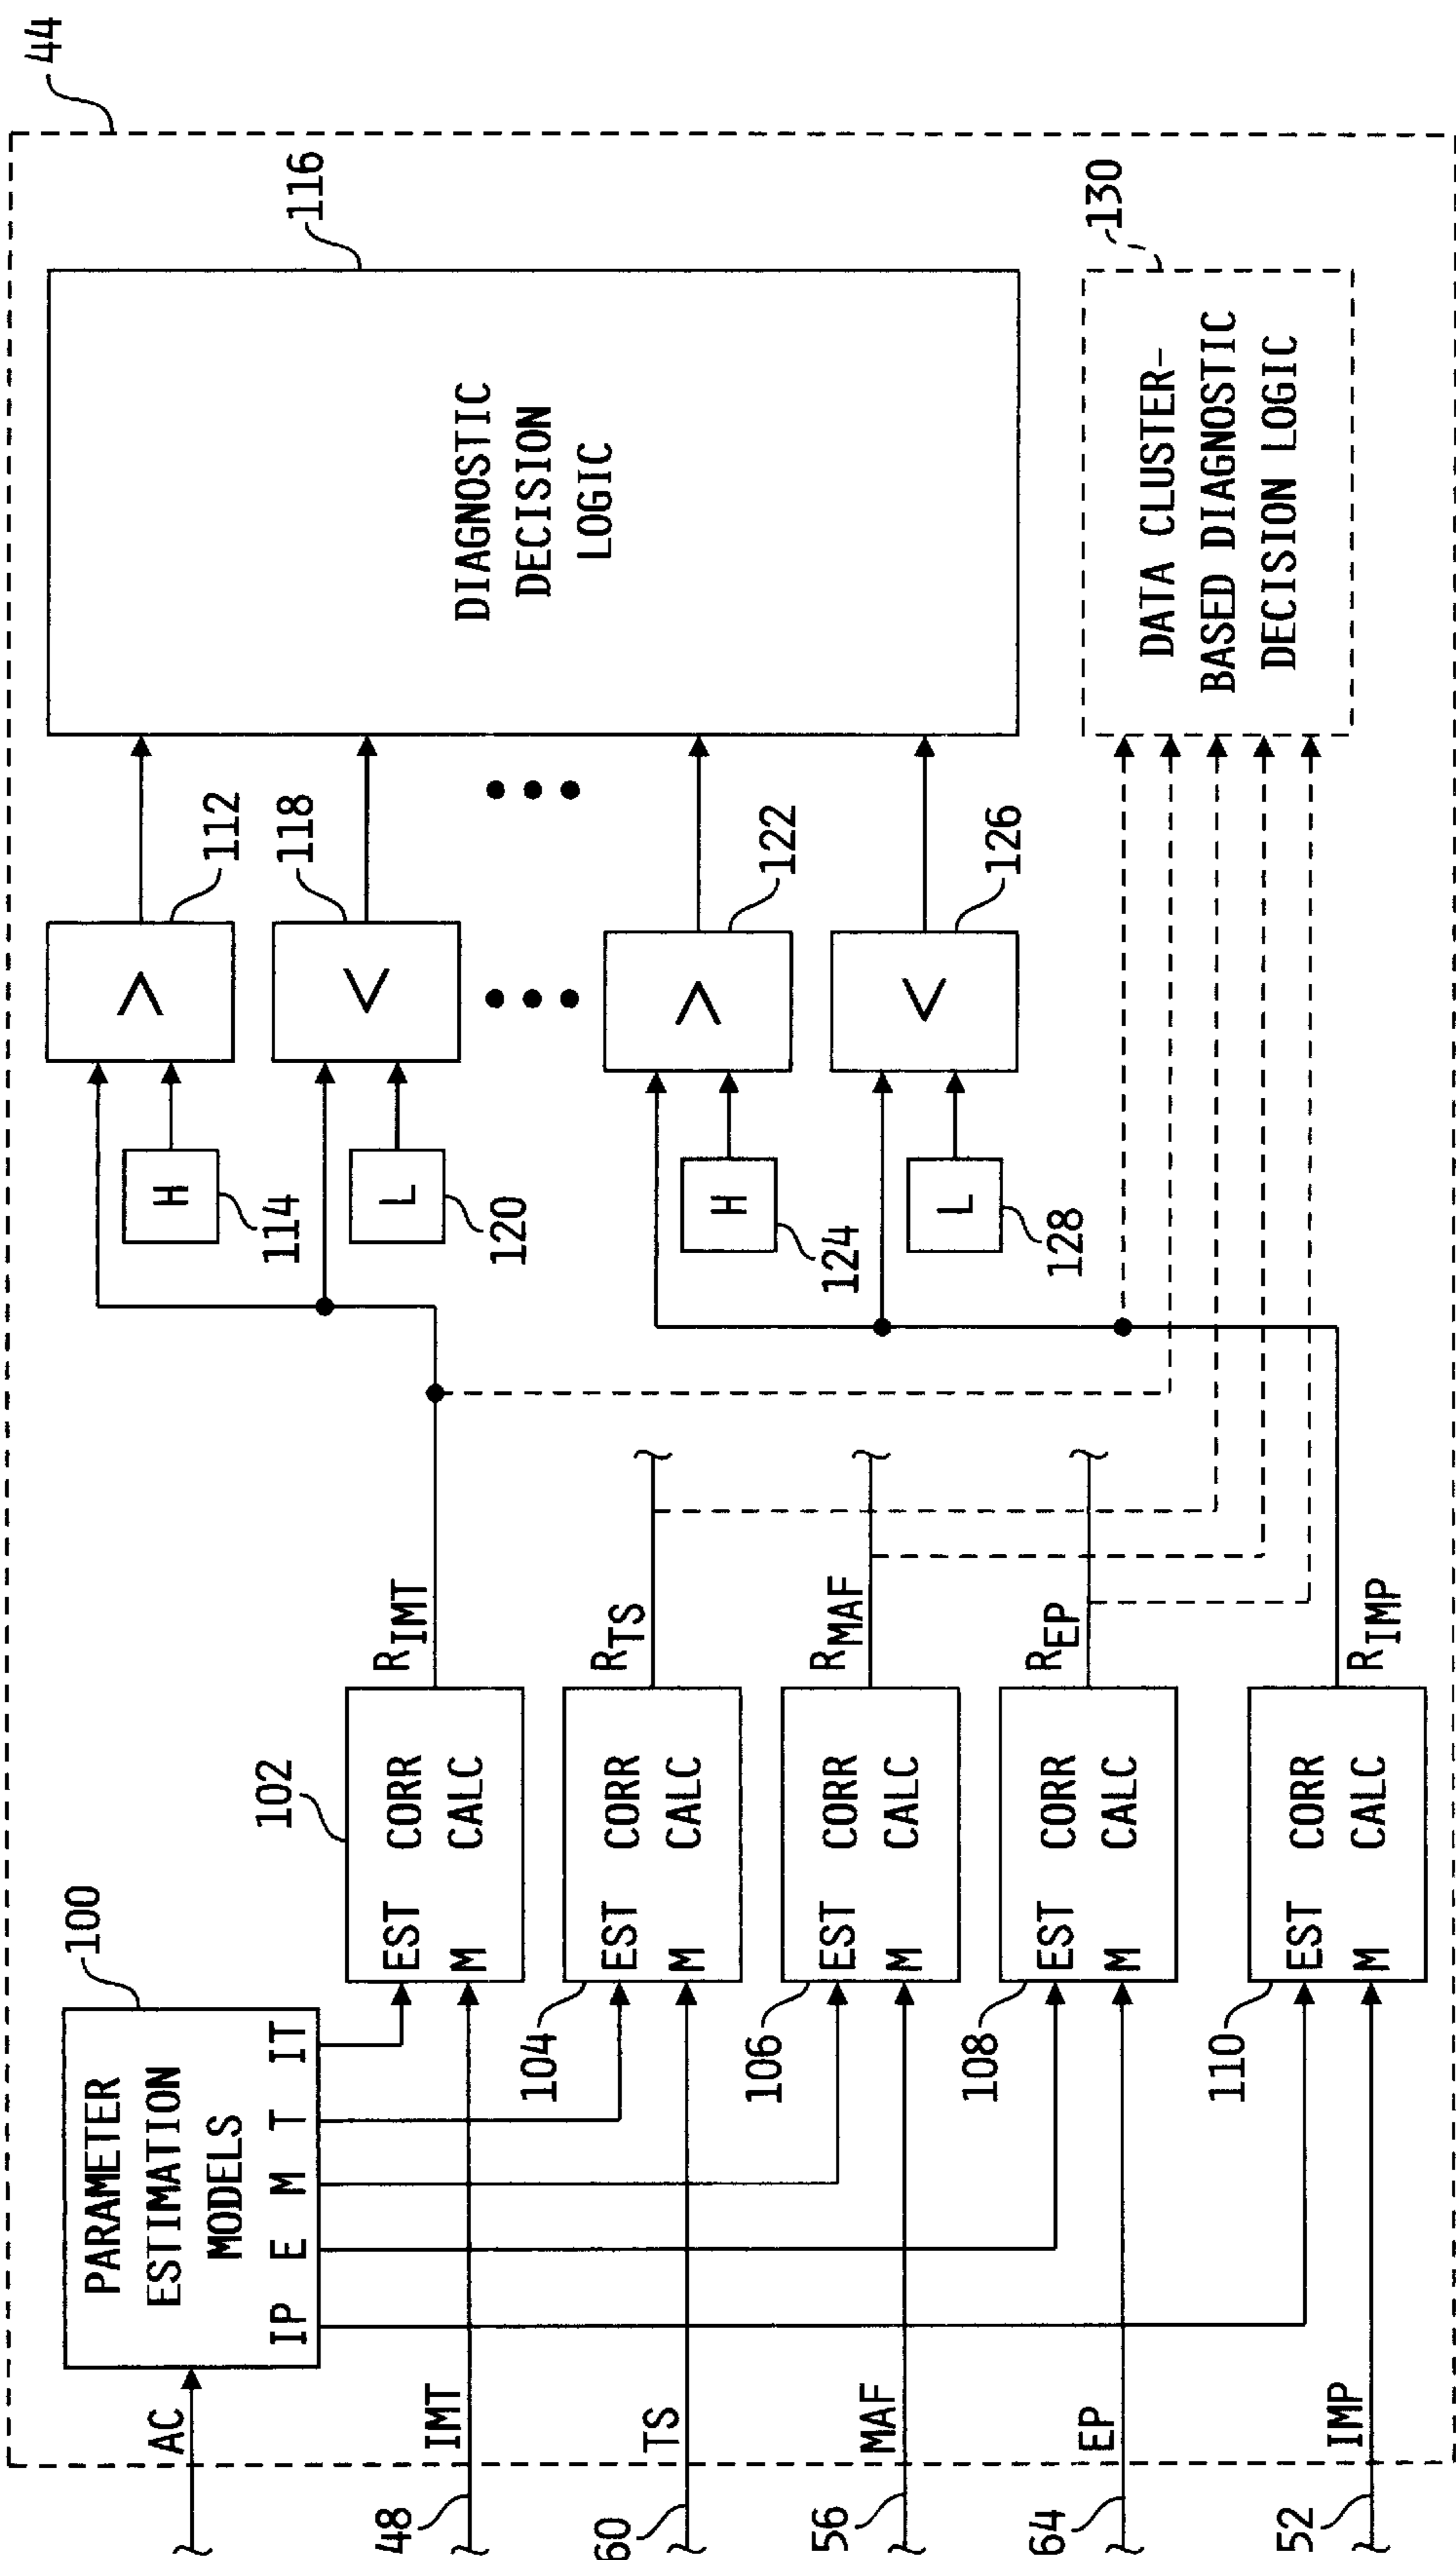 44
AC
PARAMETER
ESTIMATION
MODELS
IP E M T IT
100
112
>
H
114
116
DIAGNOSTIC
DECISION
LOGIC
118
<
L
120
48
IMT
102
EST CORR
M CALC
RIMT
60
TS
104
EST CORR
M CALC
RTS
122
>
H
124
56
MAF
106
EST CORR
M CALC
RMAF
126
<
L
128
64
EP
108
EST CORR
M CALC
REP
130
DATA CLUSTER-
BASED DIAGNOSTIC
DECISION LOGIC
52
IMP
110
EST CORR
M CALC
RIMP